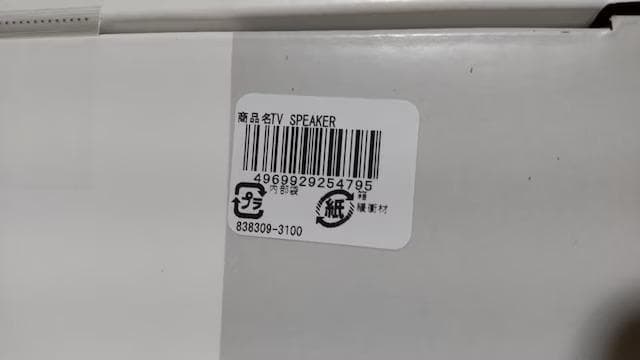 商品名TV SPEAKER
4969929254795
プラ 内部袋
紙 箱
緩衝材
838309-3100